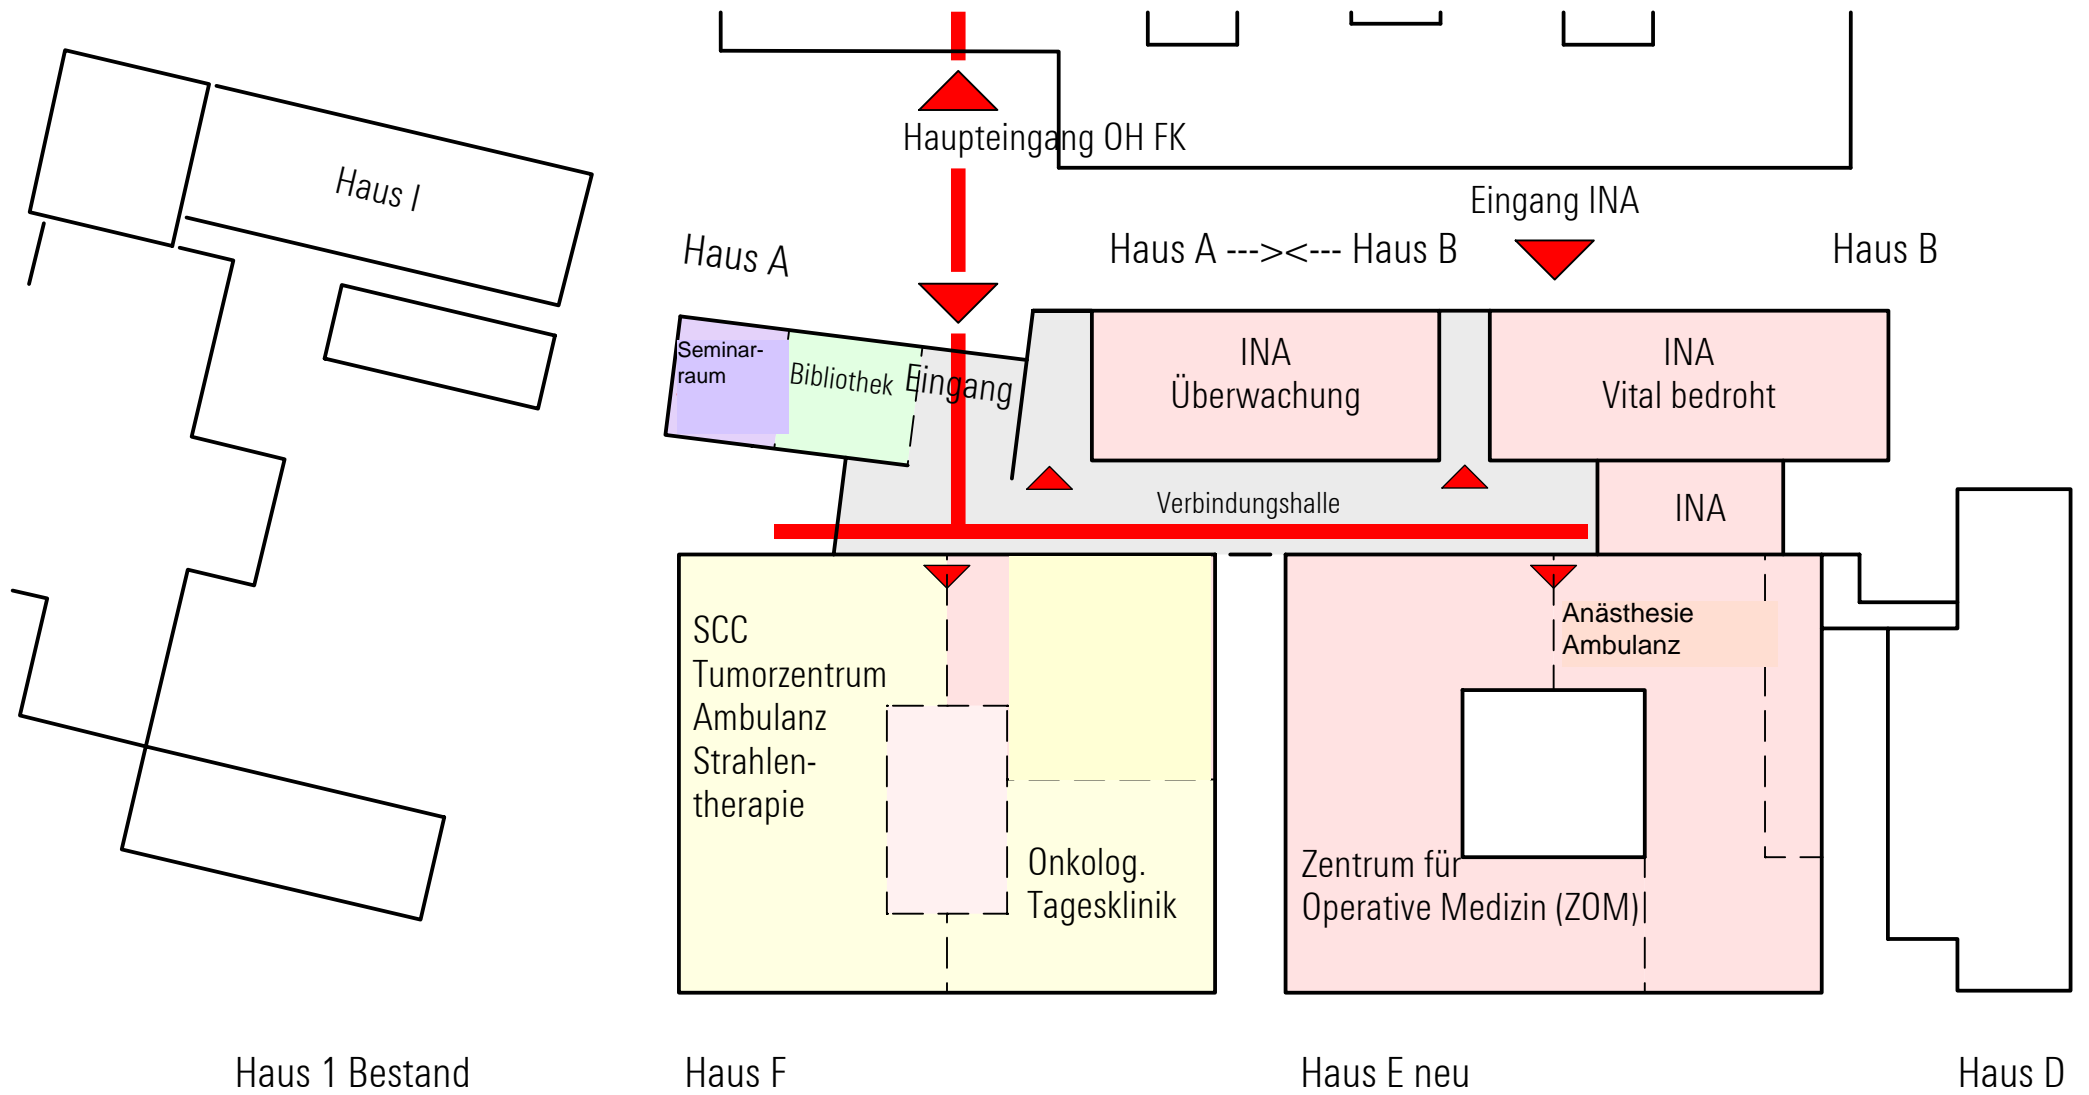 Haupteingang OH FK
Haus I
Eingang INA
Haus A
Haus A ---><--- Haus B
Haus B
Seminar-
raum
Bibliothek
Eingang
INA
Überwachung
INA
Vital bedroht
Verbindungshalle
INA
SCC
Tumorzentrum
Ambulanz
Strahlen-
therapie
Onkolog.
Tagesklinik
Anästhesie
Ambulanz
Zentrum für
Operative Medizin (ZOM)
Haus 1 Bestand
Haus F
Haus E neu
Haus D